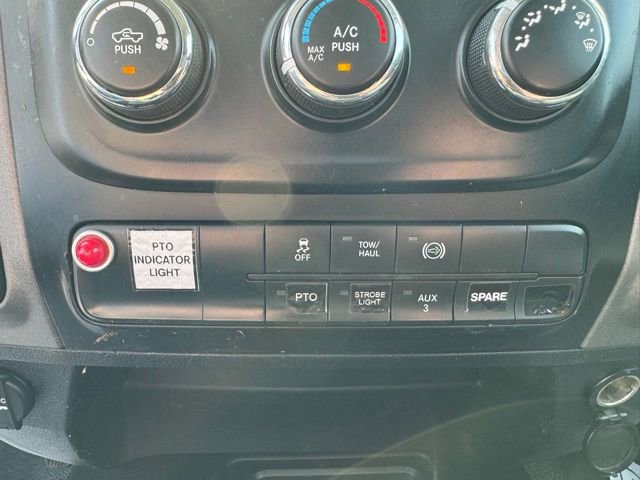 PUSH
A/C
PUSH
MAX
A/C
PTO
INDICATOR
LIGHT
OFF
TOW/
HAUL
PTO
STROBE
LIGHT
AUX
3
SPARE
C